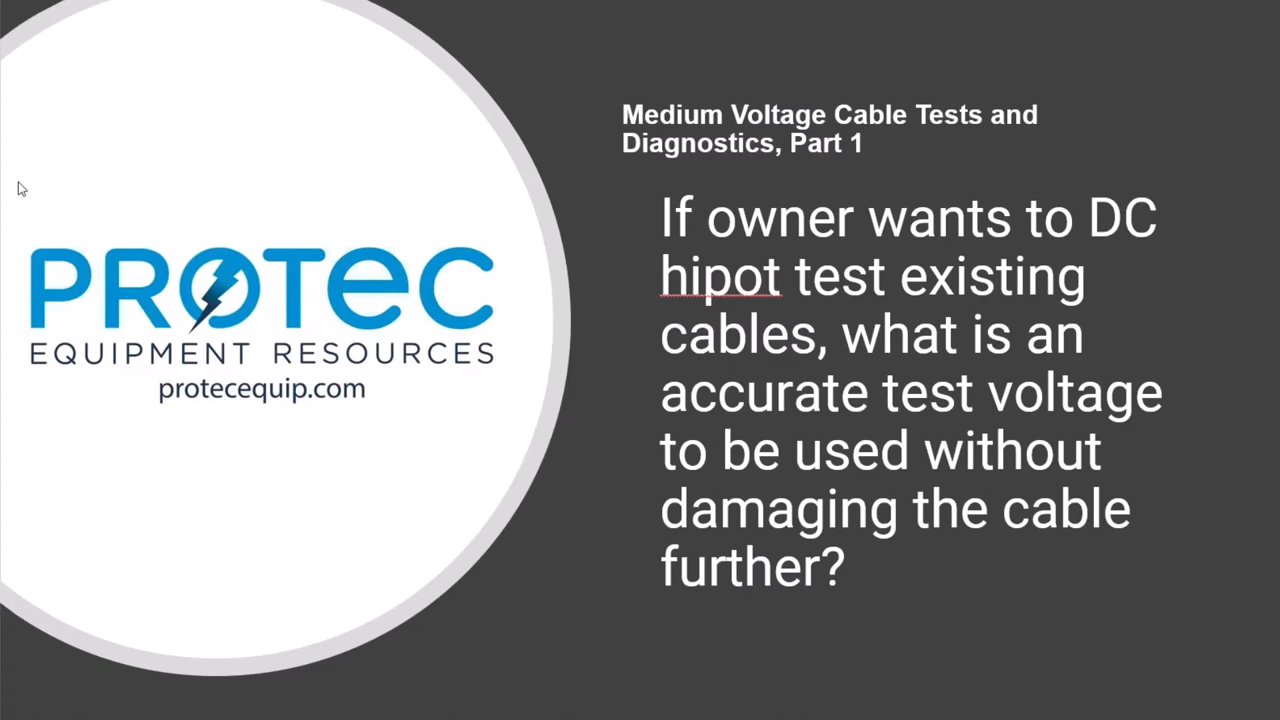 PROTEC
EQUIPMENT RESOURCES
protecequip.com
Medium Voltage Cable Tests and
Diagnostics, Part 1
If owner wants to DC
hipot test existing
cables, what is an
accurate test voltage
to be used without
damaging the cable
further?